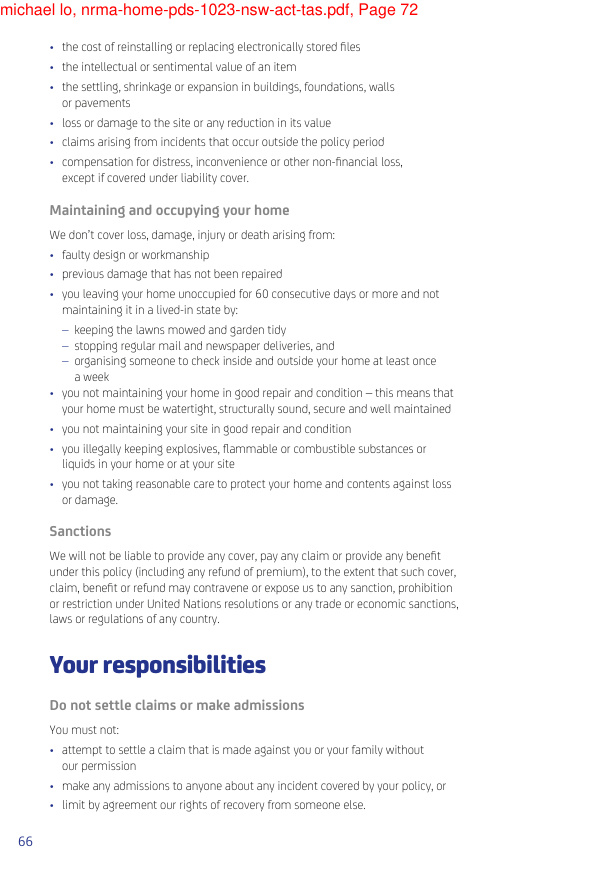 michael lo, nrma-home-pds-1023-nsw-act-tas.pdf, Page 72
• the cost of reinstalling or replacing electronically stored files
• the intellectual or sentimental value of an item
• the settling, shrinkage or expansion in buildings, foundations, walls
or pavements
• loss or damage to the site or any reduction in its value
• claims arising from incidents that occur outside the policy period
• compensation for distress, inconvenience or other non-financial loss,
except if covered under liability cover.
Maintaining and occupying your home
We don't cover loss, damage, injury or death arising from:
• faulty design or workmanship
• previous damage that has not been repaired
• you leaving your home unoccupied for 60 consecutive days or more and not
maintaining it in a lived-in state by:
– keeping the lawns mowed and garden tidy
– stopping regular mail and newspaper deliveries, and
– organising someone to check inside and outside your home at least once
a week
• you not maintaining your home in good repair and condition – this means that
your home must be watertight, structurally sound, secure and well maintained
• you not maintaining your site in good repair and condition
• you illegally keeping explosives, flammable or combustible substances or
liquids in your home or at your site
• you not taking reasonable care to protect your home and contents against loss
or damage.
Sanctions
We will not be liable to provide any cover, pay any claim or provide any benefit
under this policy (including any refund of premium), to the extent that such cover,
claim, benefit or refund may contravene or expose us to any sanction, prohibition
or restriction under United Nations resolutions or any trade or economic sanctions,
laws or regulations of any country.
Your responsibilities
Do not settle claims or make admissions
You must not:
• attempt to settle a claim that is made against you or your family without
our permission
• make any admissions to anyone about any incident covered by your policy, or
• limit by agreement our rights of recovery from someone else.
66